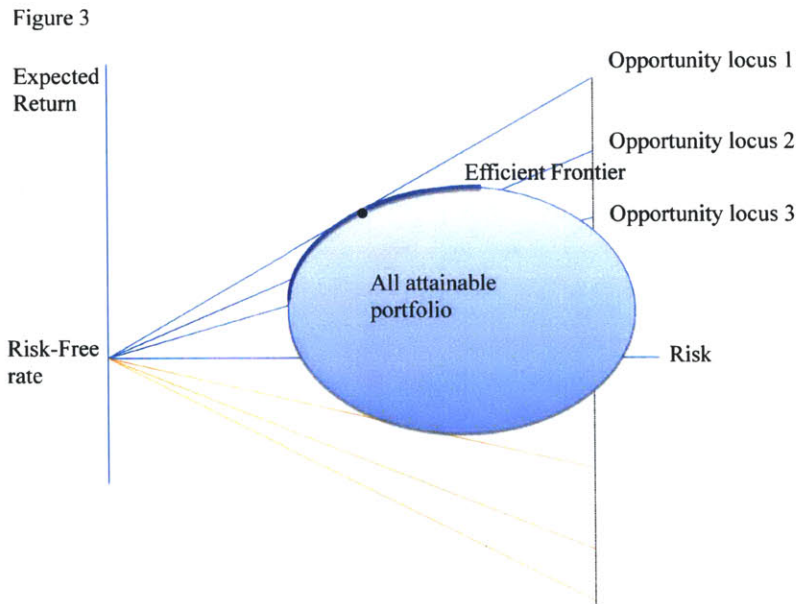 Figure 3
Expected
Return
Opportunity locus 1
Opportunity locus 2
Efficient Frontier
Opportunity locus 3
All attainable
portfolio
Risk-Free
rate
Risk